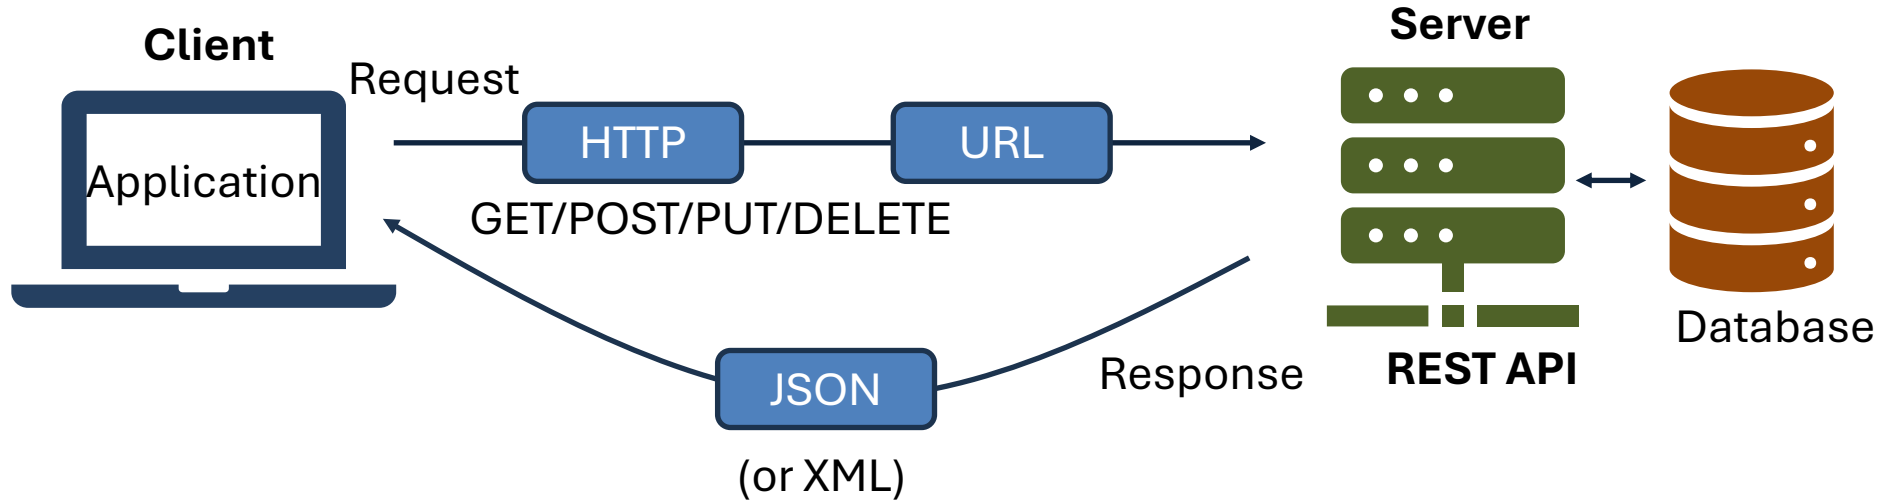 Client
Request
Application
HTTP
URL
GET/POST/PUT/DELETE
Server
REST API
Database
Response
JSON
(or XML)